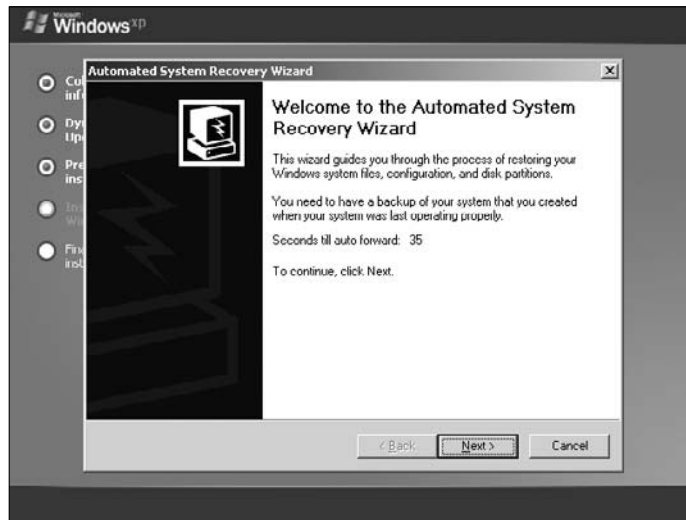 Microsoft
Windows xp
Automated System Recovery Wizard
Welcome to the Automated System
Recovery Wizard
This wizard guides you through the process of restoring your
Windows system files, configuration, and disk partitions.
You need to have a backup of your system that you created
when your system was last operating properly.
Seconds till auto forward: 35
To continue, click Next.
< Back
Next >
Cancel